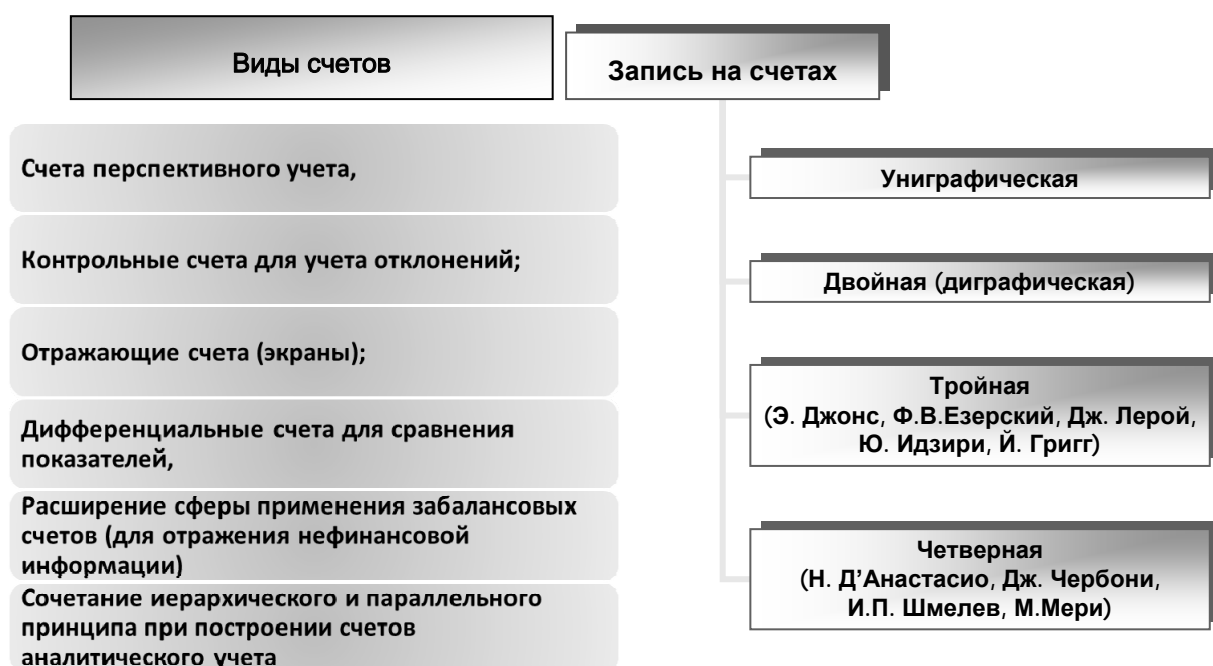 Виды счетов
Счета перспективного учета,
Контрольные счета для учета отклонений;
Отражающие счета (экраны);
Дифференциальные счета для сравнения
показателей,
Расширение сферы применения забалансовых
счетов (для отражения нефинансовой
информации)
Сочетание иерархического и параллельного
принципа при построении счетов
аналитического учета
Запись на счетах
Униграфическая
Двойная (диграфическая)
Тройная
(Э. Джонс, Ф.В.Езерский, Дж. Лерой,
Ю. Идзири, Й. Григг)
Четверная
(Н. Д’Анастасио, Дж. Чербони,
И.П. Шмелев, М.Мери)